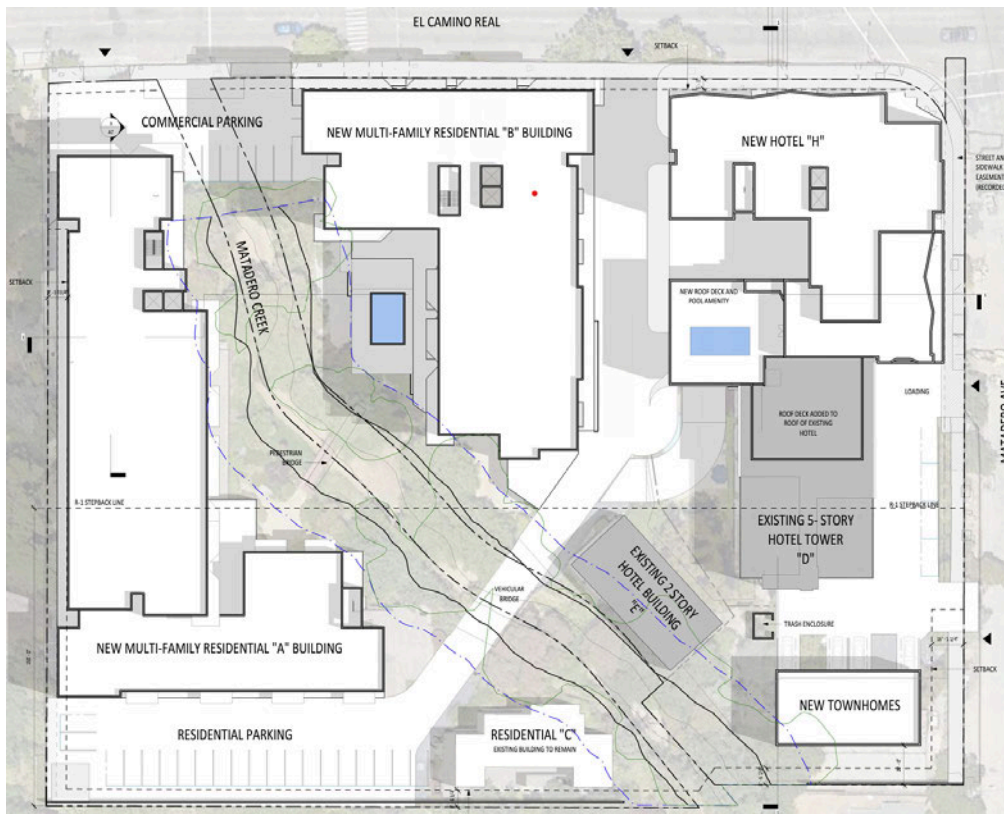 EL CAMINO REAL
SETBACK
COMMERCIAL PARKING
NEW MULTI-FAMILY RESIDENTIAL "B" BUILDING
NEW HOTEL "H"
STREET AN
SIDEWALK
EASEMENT
(RECORDED
MATADERO CREEK
SETBACK
NEW ROOF DECK AND
POOL AMENITY
LOADING
MATADERO AVE
ROOF DECK ADDED TO
ROOF OF EXISTING
HOTEL
PEDESTRIAN
BRIDGE
R-1 STEPBACK LINE
R-1 STEPBACK LINE
EXISTING 5- STORY
HOTEL TOWER
"D"
EXISTING 2 STORY
HOTEL BUILDING
"E"
VEHICULAR
BRIDGE
TRASH ENCLOSURE
NEW MULTI-FAMILY RESIDENTIAL "A" BUILDING
SETBACK
NEW TOWNHOMES
RESIDENTIAL PARKING
RESIDENTIAL "C"
EXISTING BUILDING TO REMAIN